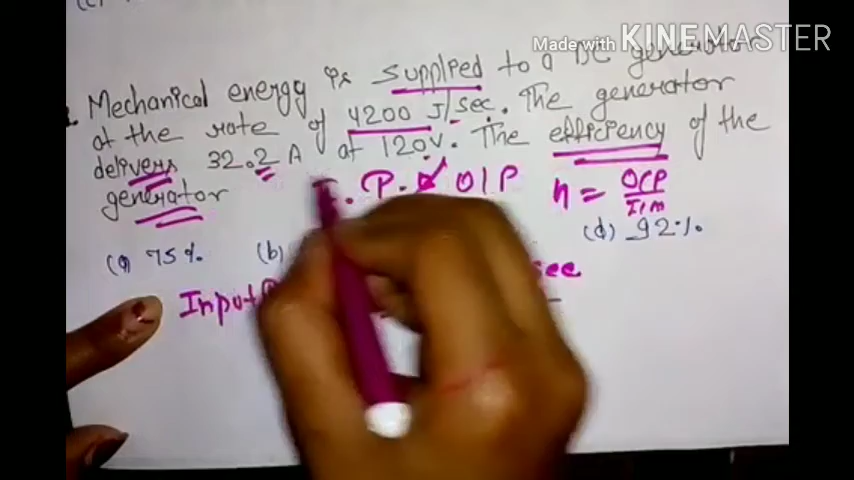 Made with KINEMASTER
Mechanical energy is supplied to a DC generator
at the rate of 4200 J/sec. The generator
delivers 32.2 A at 120V. The efficiency of the
generator
P. O/P η = O/P
(a) 75%. (b) (d) 92%.
Input sec